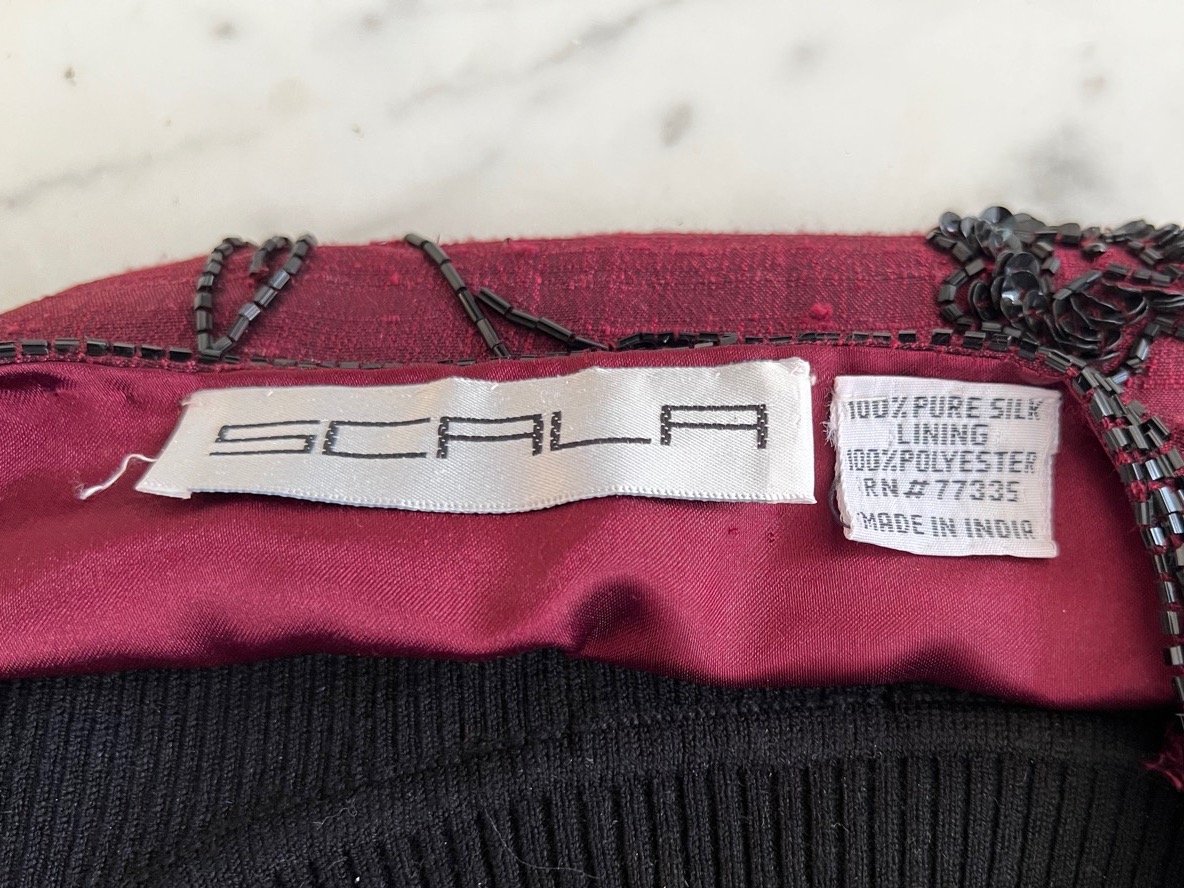 SCALA
100% PURE SILK
LINING
100% POLYESTER
RN # 77335
MADE IN INDIA